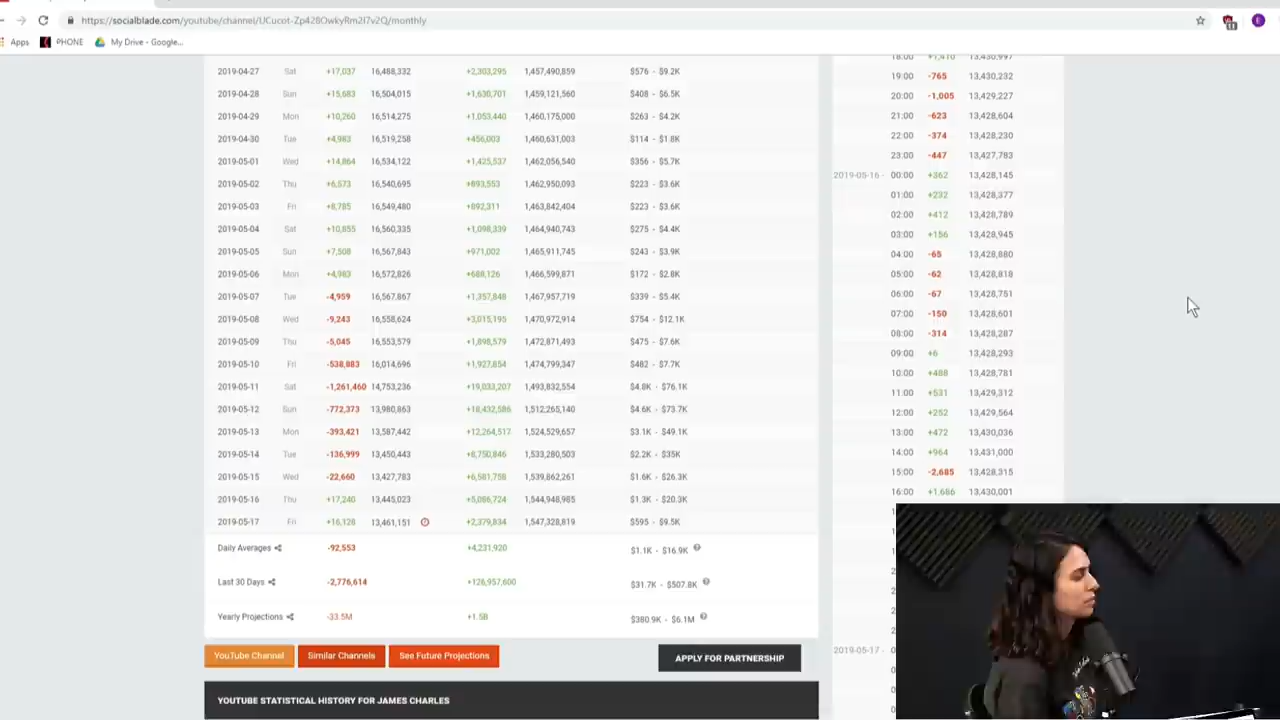 https://socialblade.com/youtube/channel/UCucot-Zp428OwkyRm2I7v2Q/monthly
Apps PHONE My Drive - Google...
2019-04-27 Sat +17,037 16,488,332 +2,303,295 1,457,490,859 $576 - $9.2K
2019-04-28 Sun +15,683 16,504,015 +1,630,701 1,459,121,560 $408 - $6.5K
2019-04-29 Mon +10,260 16,514,275 +1,053,440 1,460,175,000 $263 - $4.2K
2019-04-30 Tue +4,983 16,519,258 +456,003 1,460,631,003 $114 - $1.8K
2019-05-01 Wed +14,864 16,534,122 +1,425,537 1,462,056,540 $356 - $5.7K
2019-05-02 Thu +6,573 16,540,695 +893,553 1,462,950,093 $223 - $3.6K
2019-05-03 Fri +8,785 16,549,480 +892,311 1,463,842,404 $223 - $3.6K
2019-05-04 Sat +10,855 16,560,335 +1,098,339 1,464,940,743 $275 - $4.4K
2019-05-05 Sun +7,508 16,567,843 +971,002 1,465,911,745 $243 - $3.9K
2019-05-06 Mon +4,983 16,572,826 +688,126 1,466,599,871 $172 - $2.8K
2019-05-07 Tue -4,959 16,567,867 +1,357,848 1,467,957,719 $339 - $5.4K
2019-05-08 Wed -9,243 16,558,624 +3,015,195 1,470,972,914 $754 - $12.1K
2019-05-09 Thu -5,045 16,553,579 +1,898,579 1,472,871,493 $475 - $7.6K
2019-05-10 Fri -538,883 16,014,696 +1,927,854 1,474,799,347 $482 - $7.7K
2019-05-11 Sat -1,261,460 14,753,236 +19,033,207 1,493,832,554 $4.8K - $76.1K
2019-05-12 Sun -772,373 13,980,863 +18,432,586 1,512,265,140 $4.6K - $73.7K
2019-05-13 Mon -393,421 13,587,442 +12,264,517 1,524,529,657 $3.1K - $49.1K
2019-05-14 Tue -136,999 13,450,443 +8,750,846 1,533,280,503 $2.2K - $35K
2019-05-15 Wed -22,660 13,427,783 +6,581,758 1,539,862,261 $1.6K - $26.3K
2019-05-16 Thu +17,240 13,445,023 +5,086,724 1,544,948,985 $1.3K - $20.3K
2019-05-17 Fri +16,128 13,461,151 +2,379,834 1,547,328,819 $595 - $9.5K
Daily Averages -92,553 +4,231,920 $1.1K - $16.9K
Last 30 Days -2,776,614 +126,957,600 $31.7K - $507.8K
Yearly Projections -33.5M +1.5B $380.9K - $6.1M
YouTube Channel Similar Channels See Future Projections APPLY FOR PARTNERSHIP
YOUTUBE STATISTICAL HISTORY FOR JAMES CHARLES
18:00 +1,410 13,430,997
19:00 -765 13,430,232
20:00 -1,005 13,429,227
21:00 -623 13,428,604
22:00 -374 13,428,230
23:00 -447 13,427,783
2019-05-16 - 00:00 +362 13,428,145
01:00 +232 13,428,377
02:00 +412 13,428,789
03:00 +156 13,428,945
04:00 -65 13,428,880
05:00 -62 13,428,818
06:00 -67 13,428,751
07:00 -150 13,428,601
08:00 -314 13,428,287
09:00 +6 13,428,293
10:00 +488 13,428,781
11:00 +531 13,429,312
12:00 +252 13,429,564
13:00 +472 13,430,036
14:00 +964 13,431,000
15:00 -2,685 13,428,315
16:00 +1,686 13,430,001
2019-05-17 -